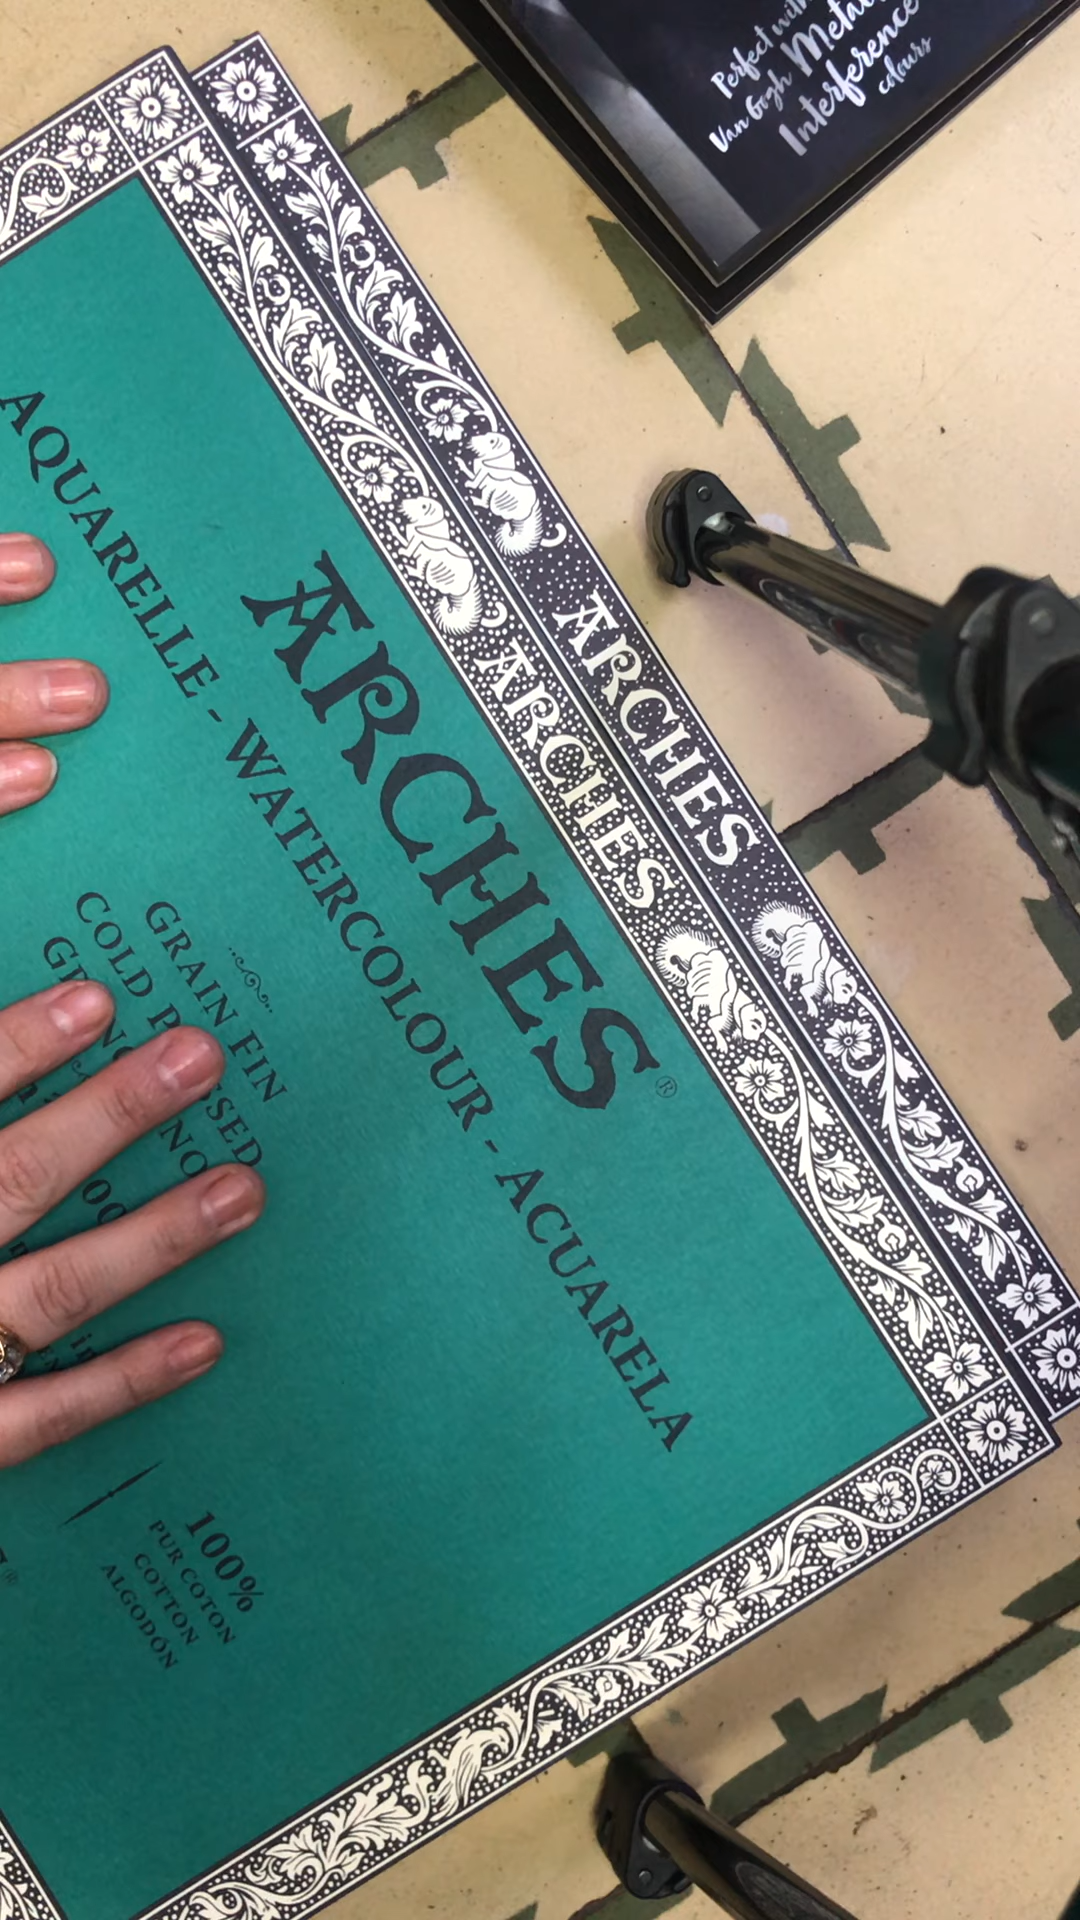 Perfect with
Van Gogh Metal
Interference
colours
ARCHES
ARCHES
ARCHES®
AQUARELLE - WATERCOLOUR - ACUARELA
GRAIN FIN
COLD
100%
PUR COTON
COTTON
ALGODÓN